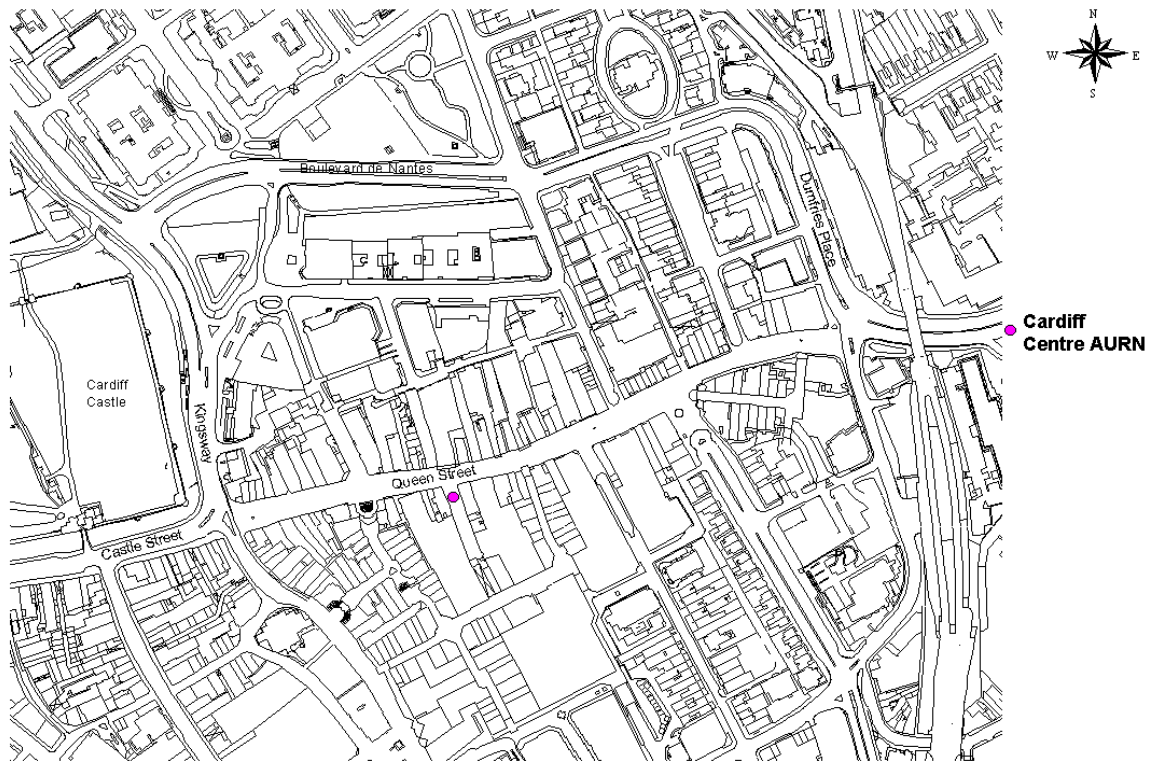 N
W E
S
Boulevard de Nantes
Dumfries Place
Cardiff
Centre AURN
Cardiff
Castle
Kingsway
Queen Street
Castle Street